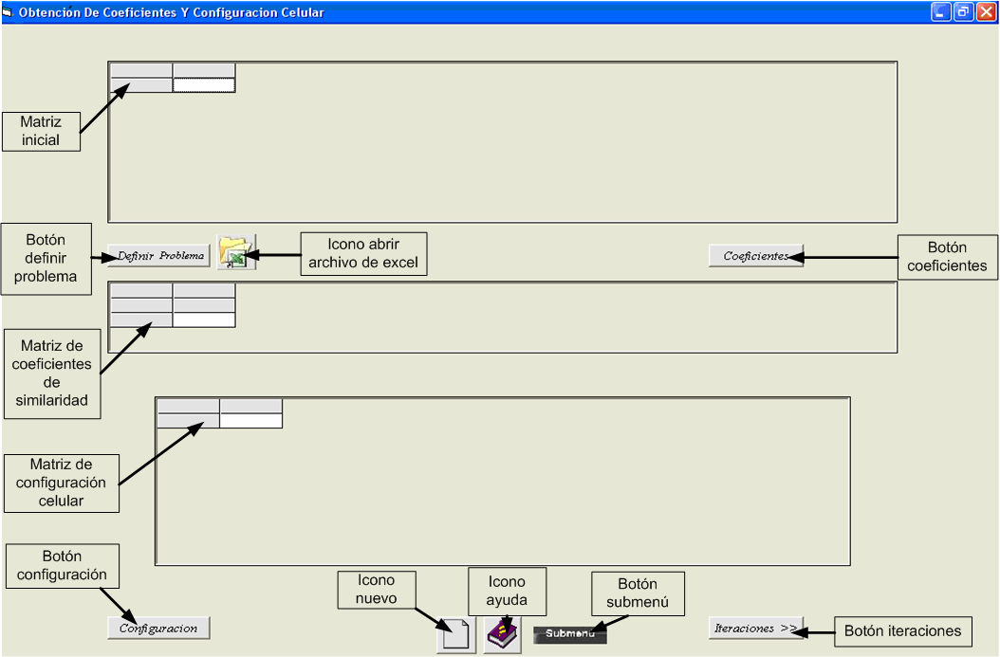 Obtención De Coeficientes Y Configuracion Celular
Matriz
inicial
Botón
definir
problema
Definir Problema
Icono abrir
archivo de excel
Coeficientes
Botón
coeficientes
Matriz de
coeficientes
de
similaridad
Matriz de
configuración
celular
Botón
configuración
Configuracion
Icono
nuevo
Icono
ayuda
Botón
submenú
Submenu
Iteraciones >>
Botón iteraciones